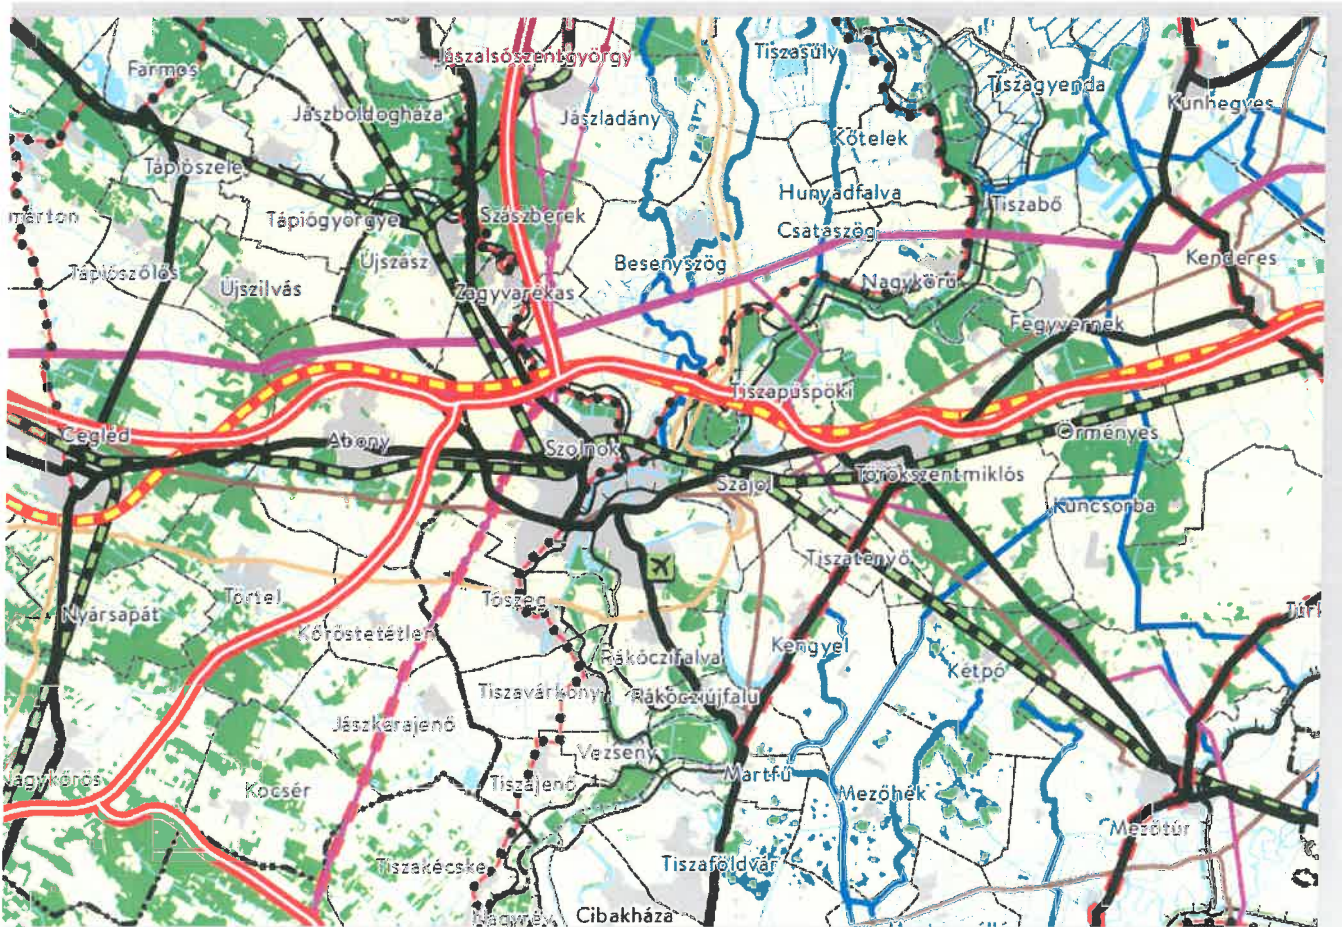 Jászalsószentgyörgy
Tiszasüly
Farmos
Tiszagyenda
Kunhegyes
Jászboldogháza
Jászladány
Kőtelek
Tápiószele
Hunyadfalva
Tiszabő
Tápiógyörgye
Szászberek
Csataszög
Újszász
Besenyszög
Kenderes
Tápiószőlős
Újszilvás
Zagyvarékas
Nagykörű
Fegyvernek
Tiszapüspöki
Cegléd
Abony
Szolnok
Örményes
Szajol
Törökszentmiklós
Kuncsorba
Tiszatenyő
Törtel
Tószeg
Nyársapát
Kőröstetétlen
Kengyel
Rákóczifalva
Kétpó
Tiszavárkony
Rákócziújfalu
Jászkarajenő
Vezseny
Nagykőrös
Kocsér
Tiszajenő
Martfű
Mezőhék
Mezőtúr
Tiszakécske
Tiszaföldvár
Nagyrév
Cibakháza